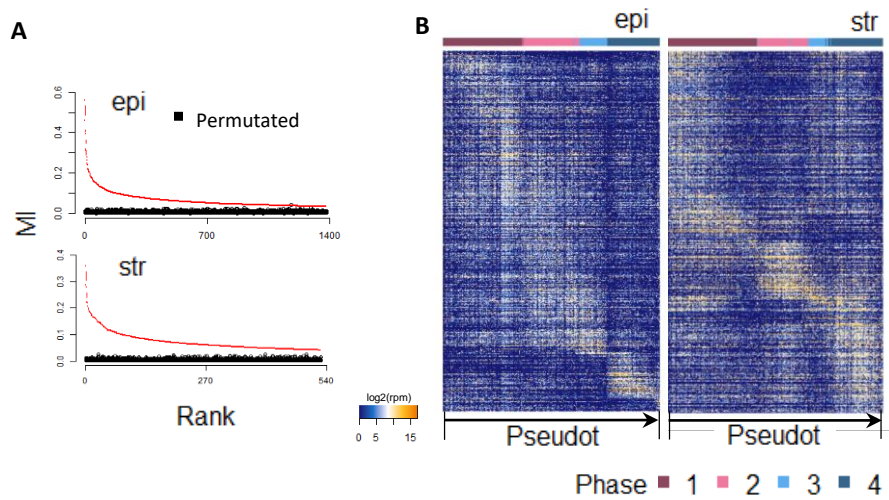 A
epi
Permutated
0.6
0.4
0.2
0.0
0
700
1400
MI
str
0.4
0.3
0.2
0.1
0.0
0
270
540
Rank
log2(rpm)
0 5 15
B
epi
str
Pseudot
Pseudot
Phase 1 2 3 4